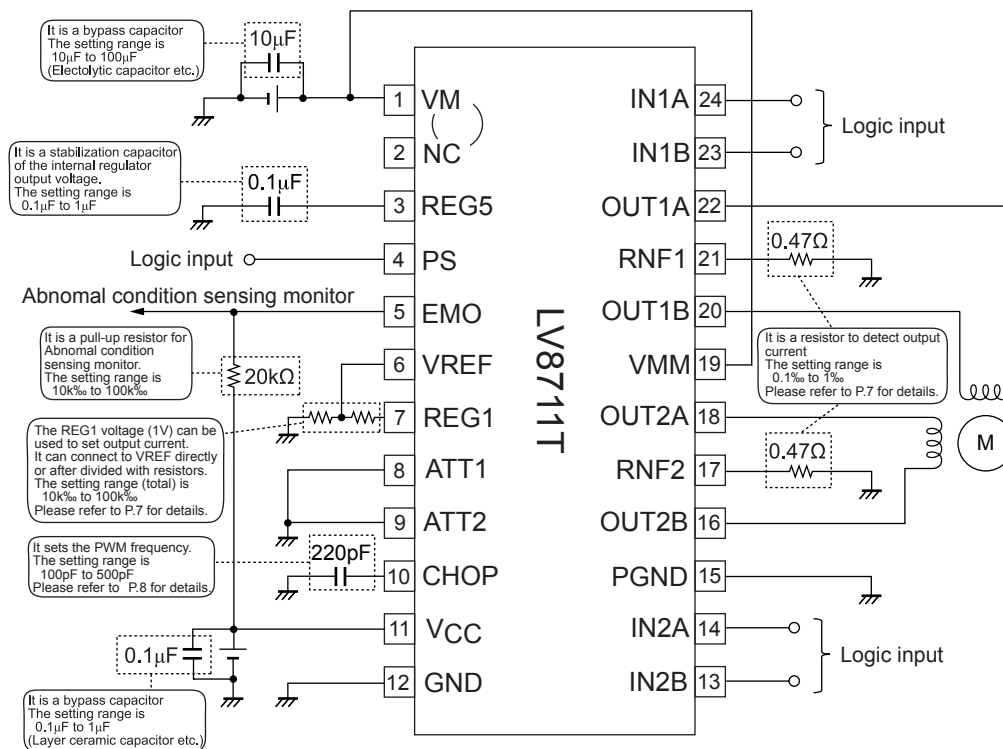 It is a bypass capacitor
The setting range is
10µF to 100µF
(Electolytic capacitor etc.)
10µF
It is a stabilization capacitor
of the internal regulator
output voltage.
The setting range is
0.1µF to 1µF
0.1µF
Logic input
Abnomal condition sensing monitor
It is a pull-up resistor for
Abnomal condition
sensing monitor.
The setting range is
10k‰ to 100k‰
20kΩ
The REG1 voltage (1V) can be
used to set output current.
It can connect to VREF directly
or after divided with resistors.
The setting range (total) is
10k‰ to 100k‰
Please refer to P.7 for details.
It sets the PWM frequency.
The setting range is
100pF to 500pF
Please refer to P.8 for details.
220pF
0.1µF
It is a bypass capacitor
The setting range is
0.1µF to 1µF
(Layer ceramic capacitor etc.)
1 VM
2 NC
3 REG5
4 PS
5 EMO
6 VREF
7 REG1
8 ATT1
9 ATT2
10 CHOP
11 VCC
12 GND
LV8711T
IN1A 24
IN1B 23
OUT1A 22
RNF1 21
OUT1B 20
VMM 19
OUT2A 18
RNF2 17
OUT2B 16
PGND 15
IN2A 14
IN2B 13
Logic input
0.47Ω
It is a resistor to detect output
current
The setting range is
0.1‰ to 1‰
Please refer to P.7 for details.
0.47Ω
M
Logic input